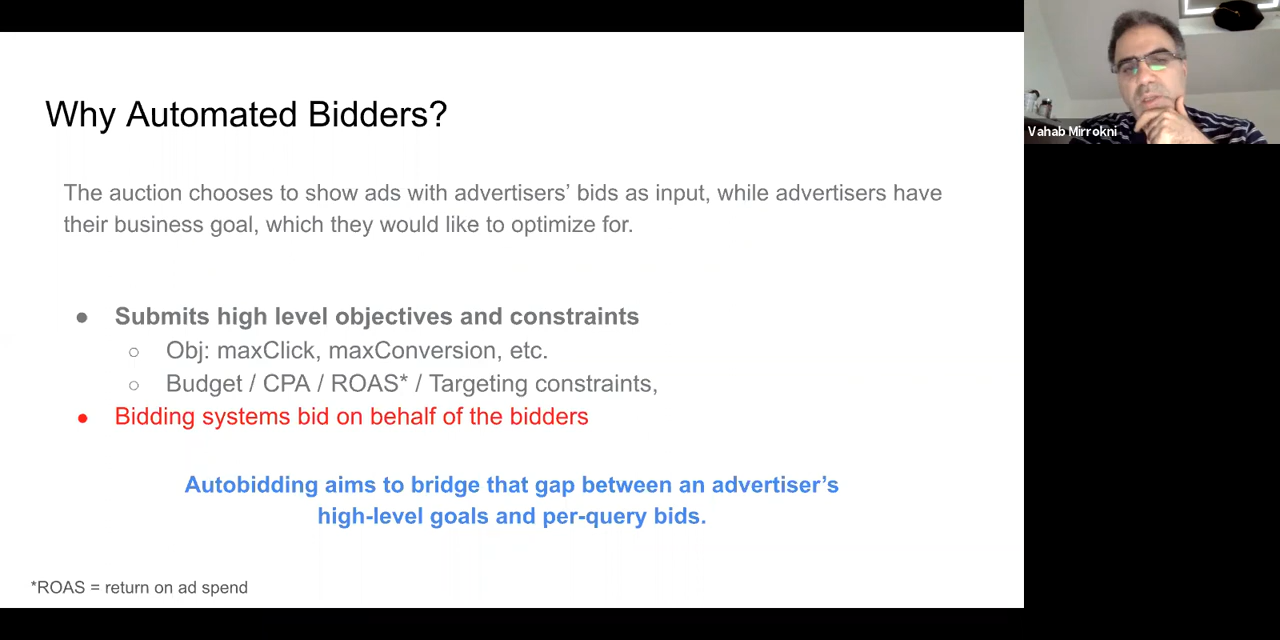 Why Automated Bidders?
The auction chooses to show ads with advertisers’ bids as input, while advertisers have
their business goal, which they would like to optimize for.
● Submits high level objectives and constraints
○ Obj: maxClick, maxConversion, etc.
○ Budget / CPA / ROAS* / Targeting constraints,
● Bidding systems bid on behalf of the bidders
Autobidding aims to bridge that gap between an advertiser’s
high-level goals and per-query bids.
*ROAS = return on ad spend
Vahab Mirrokni